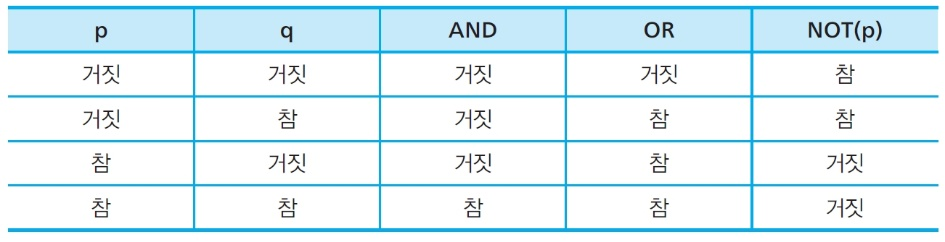 p q AND OR NOT(p)
거짓 거짓 거짓 거짓 참
거짓 참 거짓 참 참
참 거짓 거짓 참 거짓
참 참 참 참 거짓